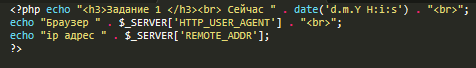 <?php echo "<h3>Задание 1 </h3><br> Сейчас " . date('d.m.Y H:i:s') . "<br>";
echo "Браузер " . $_SERVER['HTTP_USER_AGENT'] . "<br>";
echo "ip адрес " . $_SERVER['REMOTE_ADDR'];
?>